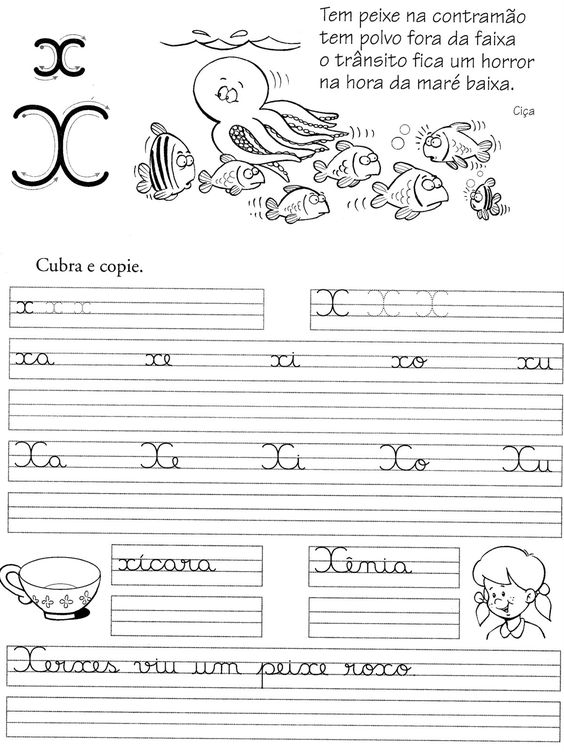 x
Tem peixe na contramão
tem polvo fora da faixa
o trânsito fica um horror
na hora da maré baixa.
Ciça
X
Cubra e copie.
x x x
X X X
xa xe xi xo xu
Xa Xe Xi Xo Xu
xícara
Xênia
Xerxes viu um peixe roxo.